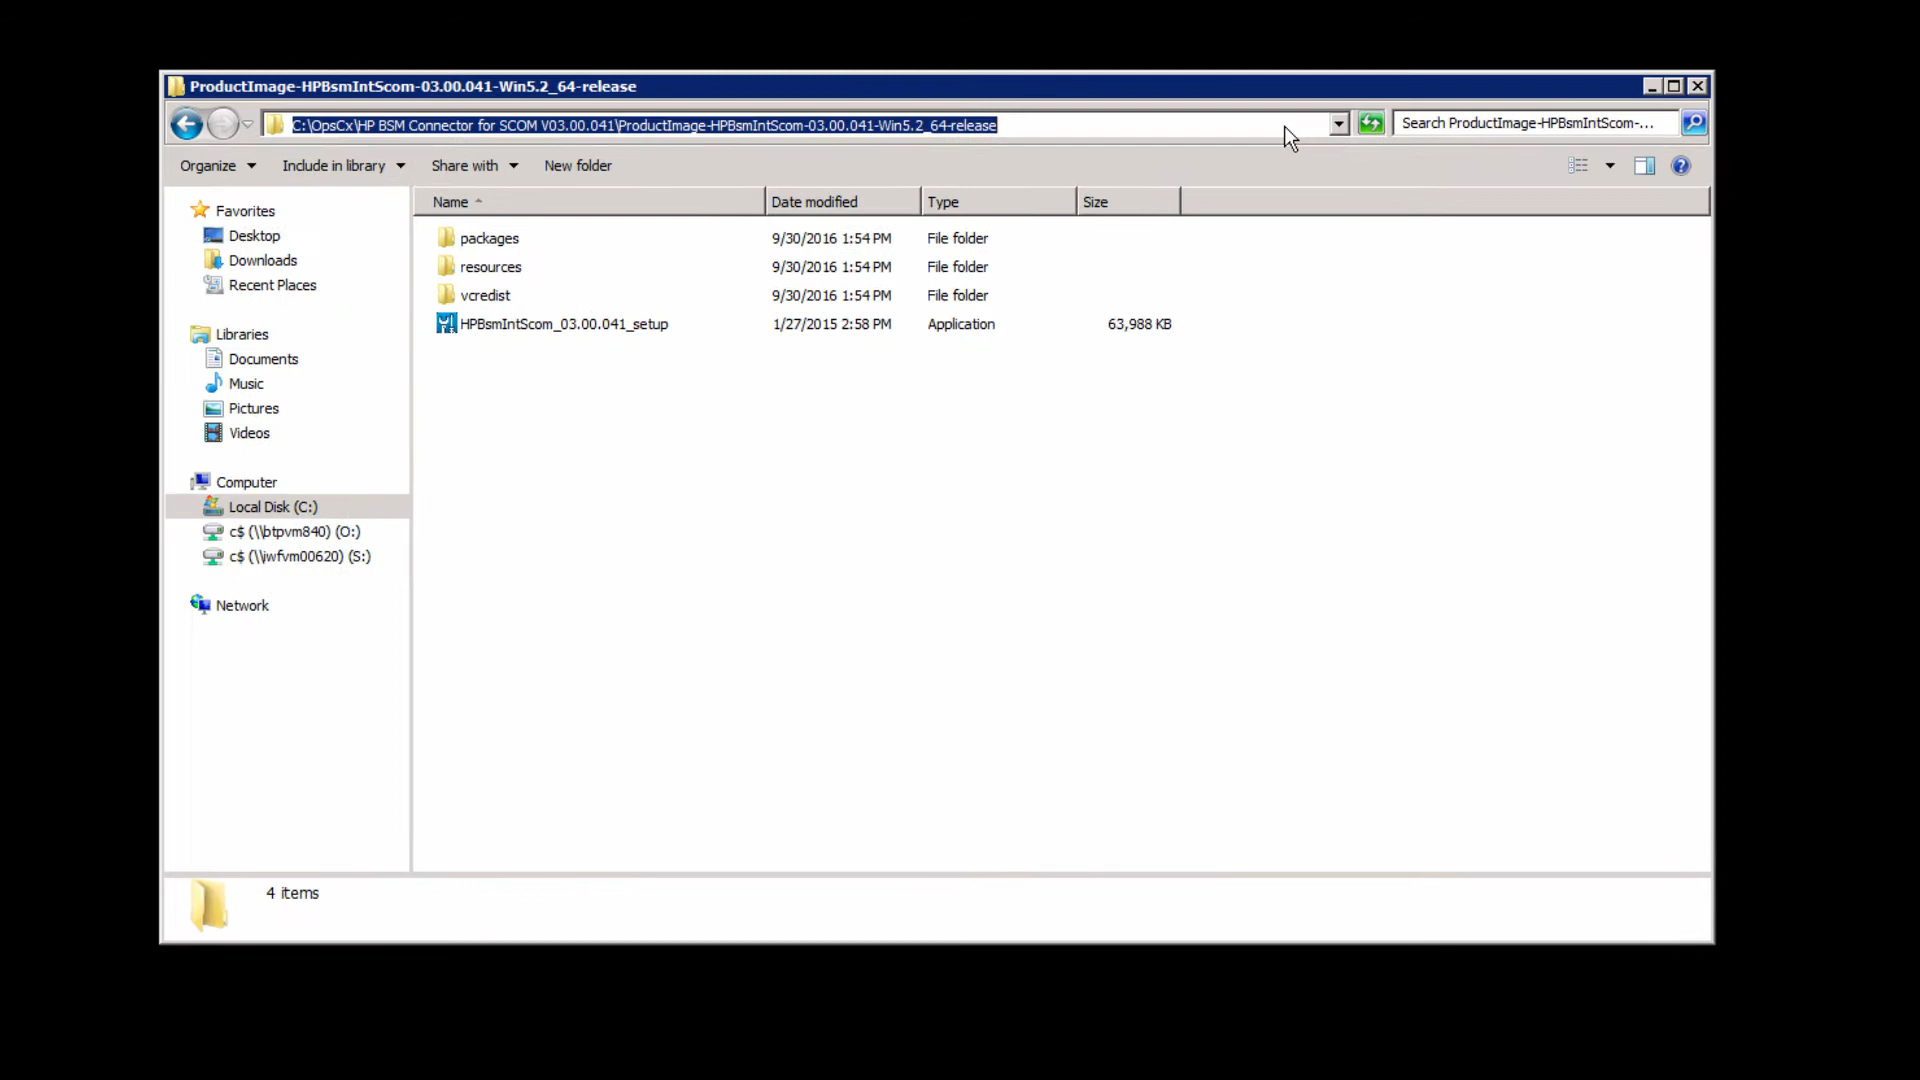 ProductImage-HPBsmIntScom-03.00.041-Win5.2_64-release
C:\OpsCx\HP BSM Connector for SCOM V03.00.041\ProductImage-HPBsmIntScom-03.00.041-Win5.2_64-release
Search ProductImage-HPBsmIntScom-...
Organize Include in library Share with New folder
Name Date modified Type Size
packages 9/30/2016 1:54 PM File folder
resources 9/30/2016 1:54 PM File folder
vcredist 9/30/2016 1:54 PM File folder
HPBsmIntScom_03.00.041_setup 1/27/2015 2:58 PM Application 63,988 KB
Favorites
Desktop
Downloads
Recent Places
Libraries
Documents
Music
Pictures
Videos
Computer
Local Disk (C:)
c$ (\\btpvm840) (O:)
c$ (\\iwfvm00620) (S:)
Network
4 items